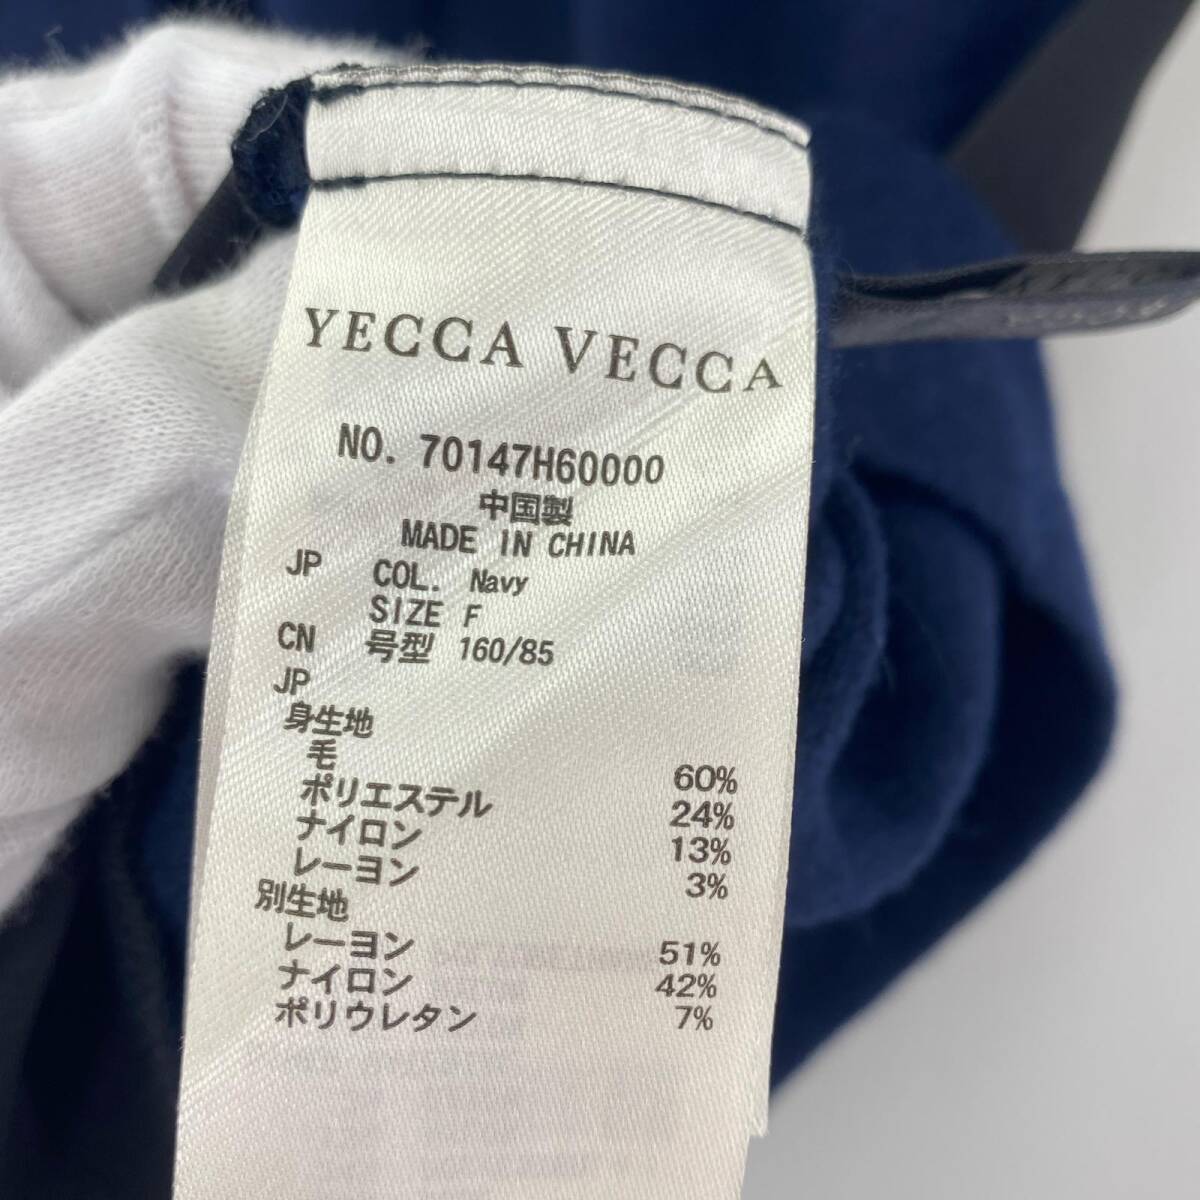 YECCA VECCA
NO. 70147H60000
中国製
MADE IN CHINA
JP COL. Navy
SIZE F
CN 号型 160/85
JP
身生地
毛 60%
ポリエステル 24%
ナイロン 13%
レーヨン 3%
別生地
レーヨン 51%
ナイロン 42%
ポリウレタン 7%